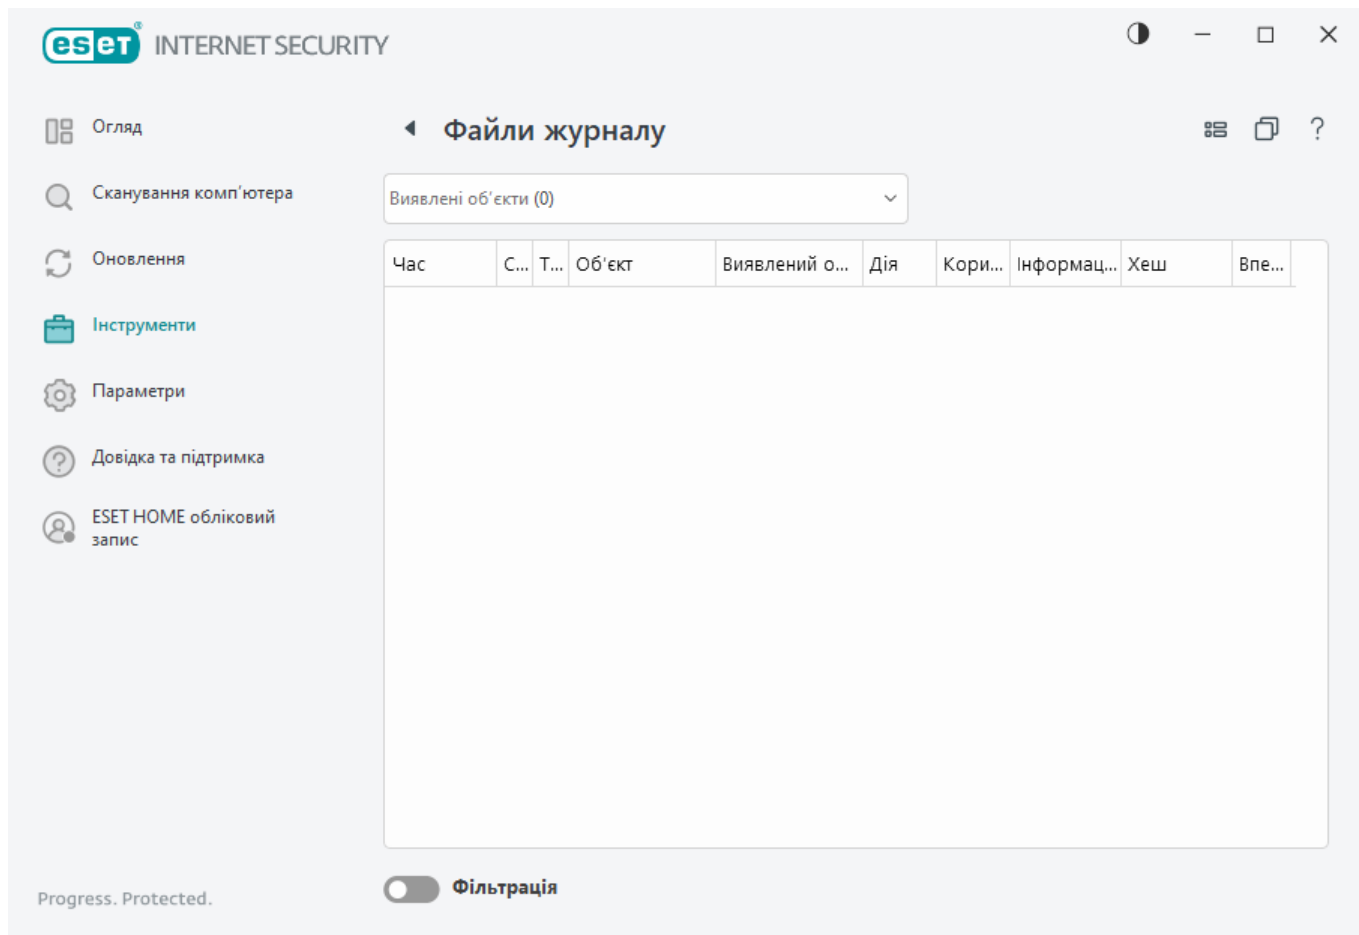 eset® INTERNET SECURITY
Огляд
Файли журналу
?
Сканування комп'ютера
Виявлені об'єкти (0)
Оновлення
Час С... Т... Об'єкт Виявлений о... Дія Кори... Інформац... Хеш Впе...
Інструменти
Параметри
Довідка та підтримка
ESET HOME обліковий
запис
Фільтрація
Progress. Protected.